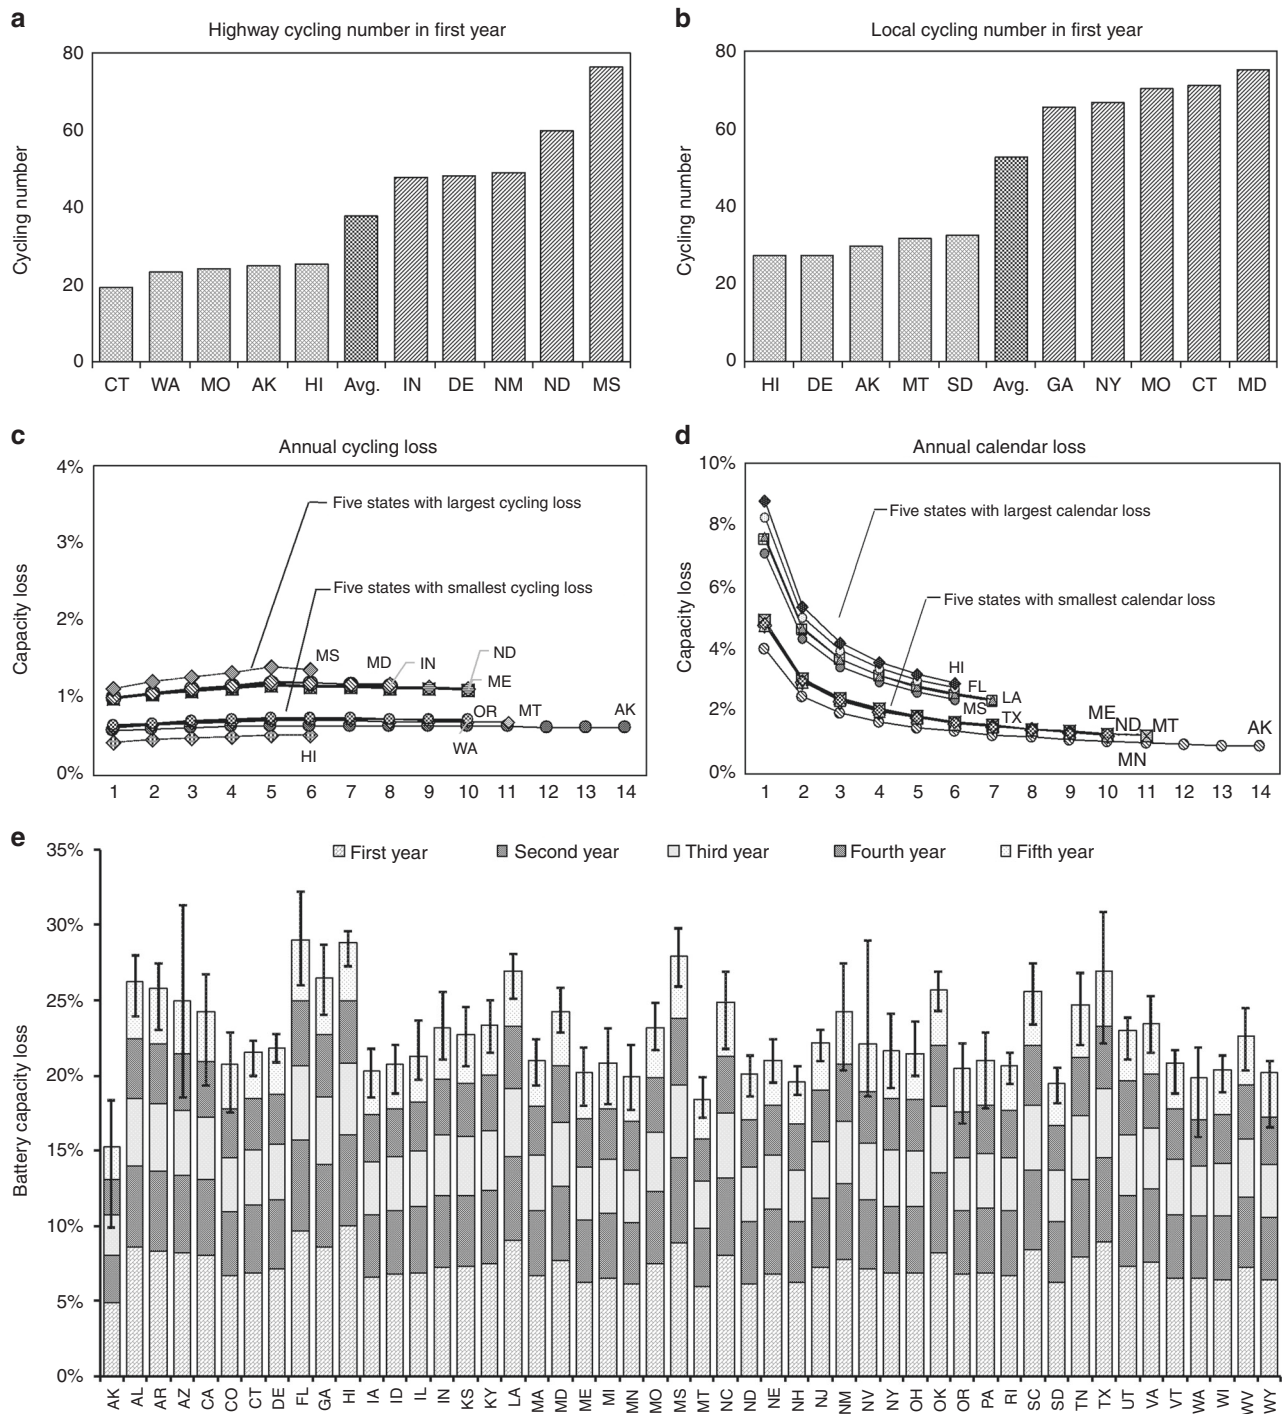 a
Highway cycling number in first year
80
60
40
20
0
Cycling number
CT WA MO AK HI Avg. IN DE NM ND MS
b
Local cycling number in first year
80
60
40
20
0
Cycling number
HI DE AK MT SD Avg. GA NY MO CT MD
c
Annual cycling loss
4%
3%
2%
1%
0%
Capacity loss
Five states with largest cycling loss
Five states with smallest cycling loss
MS
MD
IN
ND
ME
OR
MT
AK
WA
HI
1 2 3 4 5 6 7 8 9 10 11 12 13 14
d
Annual calendar loss
10%
8%
6%
4%
2%
0%
Capacity loss
Five states with largest calendar loss
Five states with smallest calendar loss
HI
FL
LA
MS
TX
ME
ND
MT
AK
MN
1 2 3 4 5 6 7 8 9 10 11 12 13 14
e
35%
30%
25%
20%
15%
10%
5%
0%
Battery capacity loss
First year Second year Third year Fourth year Fifth year
AK AL AR AZ CA CO CT DE FL GA HI IA ID IL IN KS KY LA MA MD ME MI MN MO MS MT NC ND NE NH NJ NM NV NY OH OK OR PA RI SC SD TN TX UT VA VT WA WI WV WY